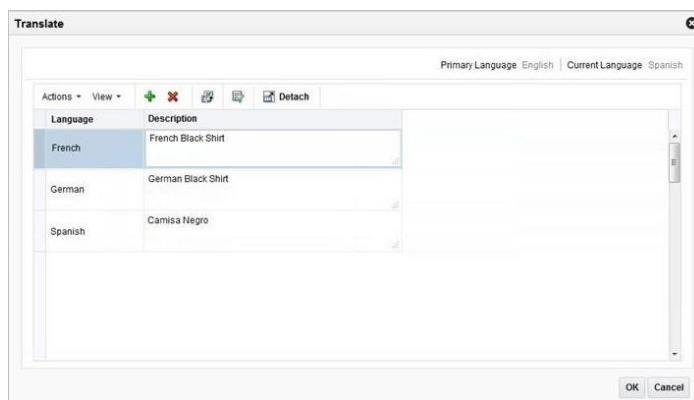 Translate
Primary Language English Current Language Spanish
Actions View Detach
Language Description
French French Black Shirt
German German Black Shirt
Spanish Camisa Negro
OK Cancel